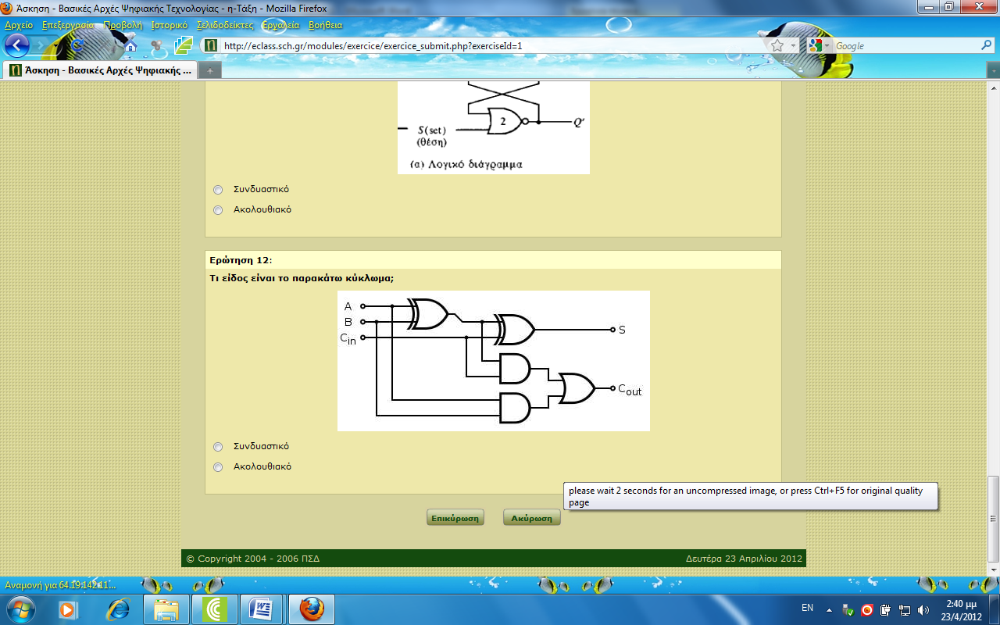 Άσκηση - Βασικές Αρχές Ψηφιακής Τεχνολογίας - η-Τάξη - Mozilla Firefox
Αρχείο Επεξεργασία Προβολή Ιστορικό Σελιδοδείκτες Εργαλεία Βοήθεια
http://eclass.sch.gr/modules/exercice/exercice_submit.php?exerciseId=1
Google
Άσκηση - Βασικές Αρχές Ψηφιακής ...
2
Q'
S(set)
(θέση)
(α) Λογικό διάγραμμα
Συνδυαστικό
Ακολουθιακό
Ερώτηση 12:
Τι είδος είναι το παρακάτω κύκλωμα;
A
B
Cin
S
Cout
Συνδυαστικό
Ακολουθιακό
please wait 2 seconds for an uncompressed image, or press Ctrl+F5 for original quality
page
Επικύρωση Ακύρωση
© Copyright 2004 - 2006 ΠΣΔ Δευτέρα 23 Απριλίου 2012
Αναμονή για 64.19.142.11...
EN 2:40 μμ
23/4/2012